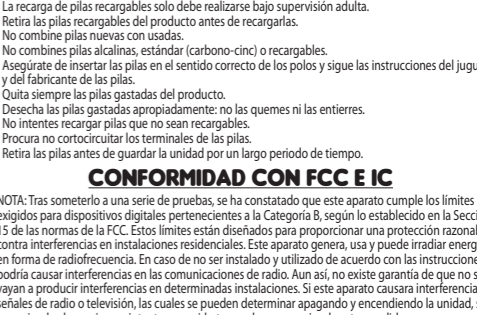 La recarga de pilas recargables solo debe realizarse bajo supervisión adulta.
Retira las pilas recargables del producto antes de recargarlas.
No combine pilas nuevas con usadas.
No combines pilas alcalinas, estándar (carbono-cinc) o recargables.
Asegúrate de insertar las pilas en el sentido correcto de los polos y sigue las instrucciones del
y del fabricante de las pilas.
Quita siempre las pilas gastadas del producto.
Desecha las pilas gastadas apropiadamente: no las quemes ni las entierres.
No intentes recargar pilas que no sean recargables.
Procura no cortocircuitar los terminales de las pilas.
Retira las pilas antes de guardar la unidad por un largo periodo de tiempo.
CONFORMIDAD CON FCC E IC
NOTA: Tras someterlo a una serie de pruebas, se ha constatado que este aparato cumple los límites
exigidos para dispositivos digitales pertenecientes a la Categoría B, según lo establecido en la
15 de las normas de la FCC. Estos límites están diseñados para proporcionar una protección
contra interferencias en instalaciones residenciales. Este aparato genera, usa y puede irradiar
en forma de radiofrecuencia. En caso de no ser instalado y utilizado de acuerdo con las
podría causar interferencias en las comunicaciones de radio. Aun así, no existe garantía de que no
vayan a producir interferencias en determinadas instalaciones. Si este aparato causara
señales de radio o televisión, las cuales se pueden determinar apagando y encendiendo la unidad,